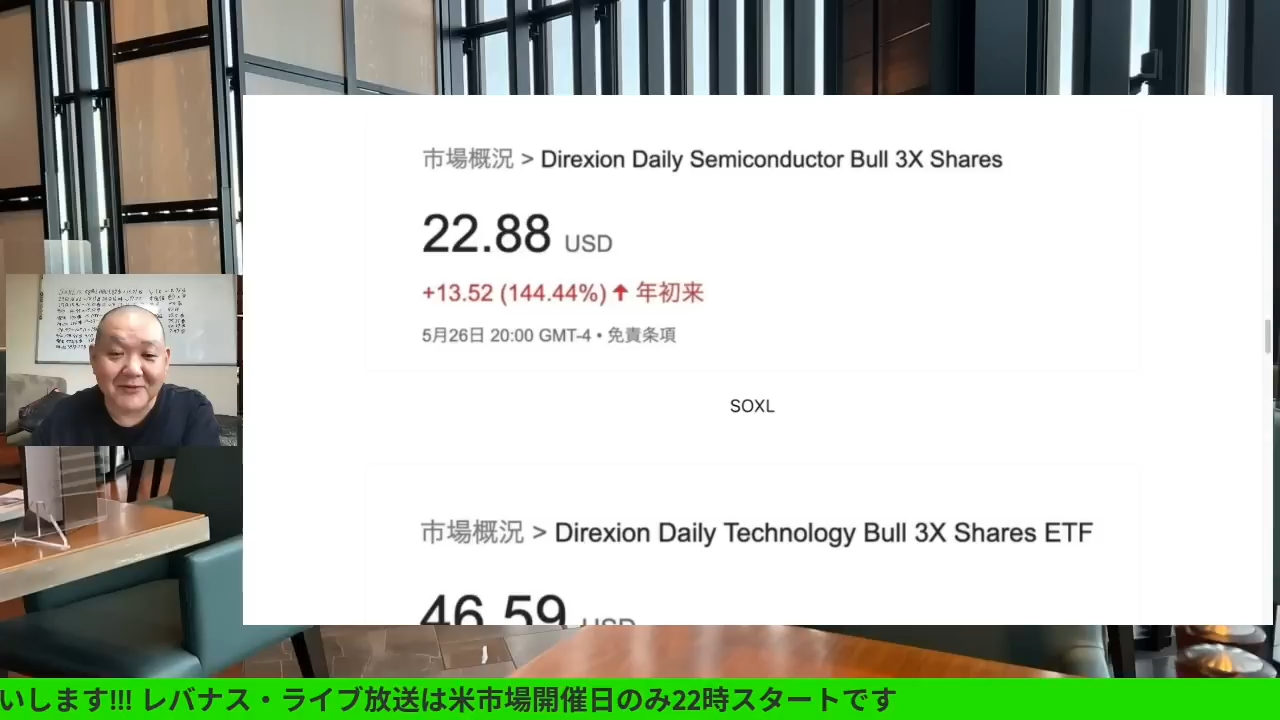 市場概況 > Direxion Daily Semiconductor Bull 3X Shares
22.88 USD
+13.52 (144.44%) ↑ 年初来
5月26日 20:00 GMT-4 • 免責条項
SOXL
市場概況 > Direxion Daily Technology Bull 3X Shares ETF
46.59 USD
いします!!! レバナス・ライブ放送は米市場開催日のみ22時スタートです